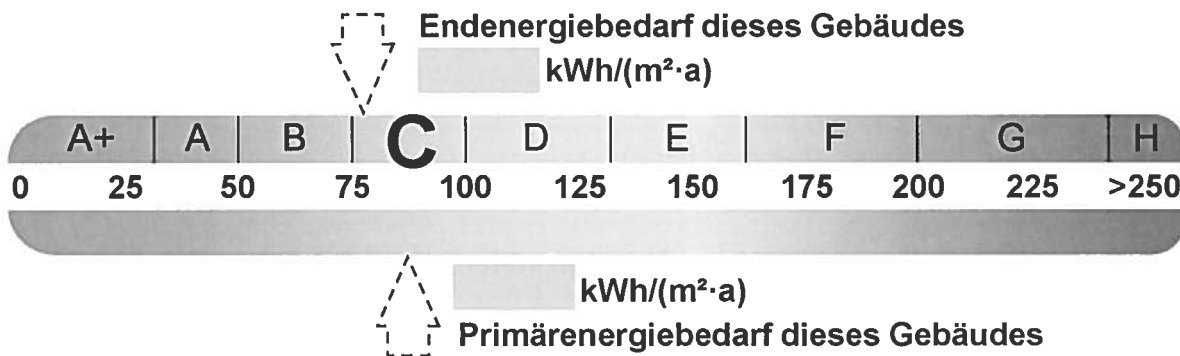 Endenergiebedarf dieses Gebäudes
kWh/(m²·a)
A+ A B C D E F G H
0 25 50 75 100 125 150 175 200 225 >250
kWh/(m²·a)
Primärenergiebedarf dieses Gebäudes